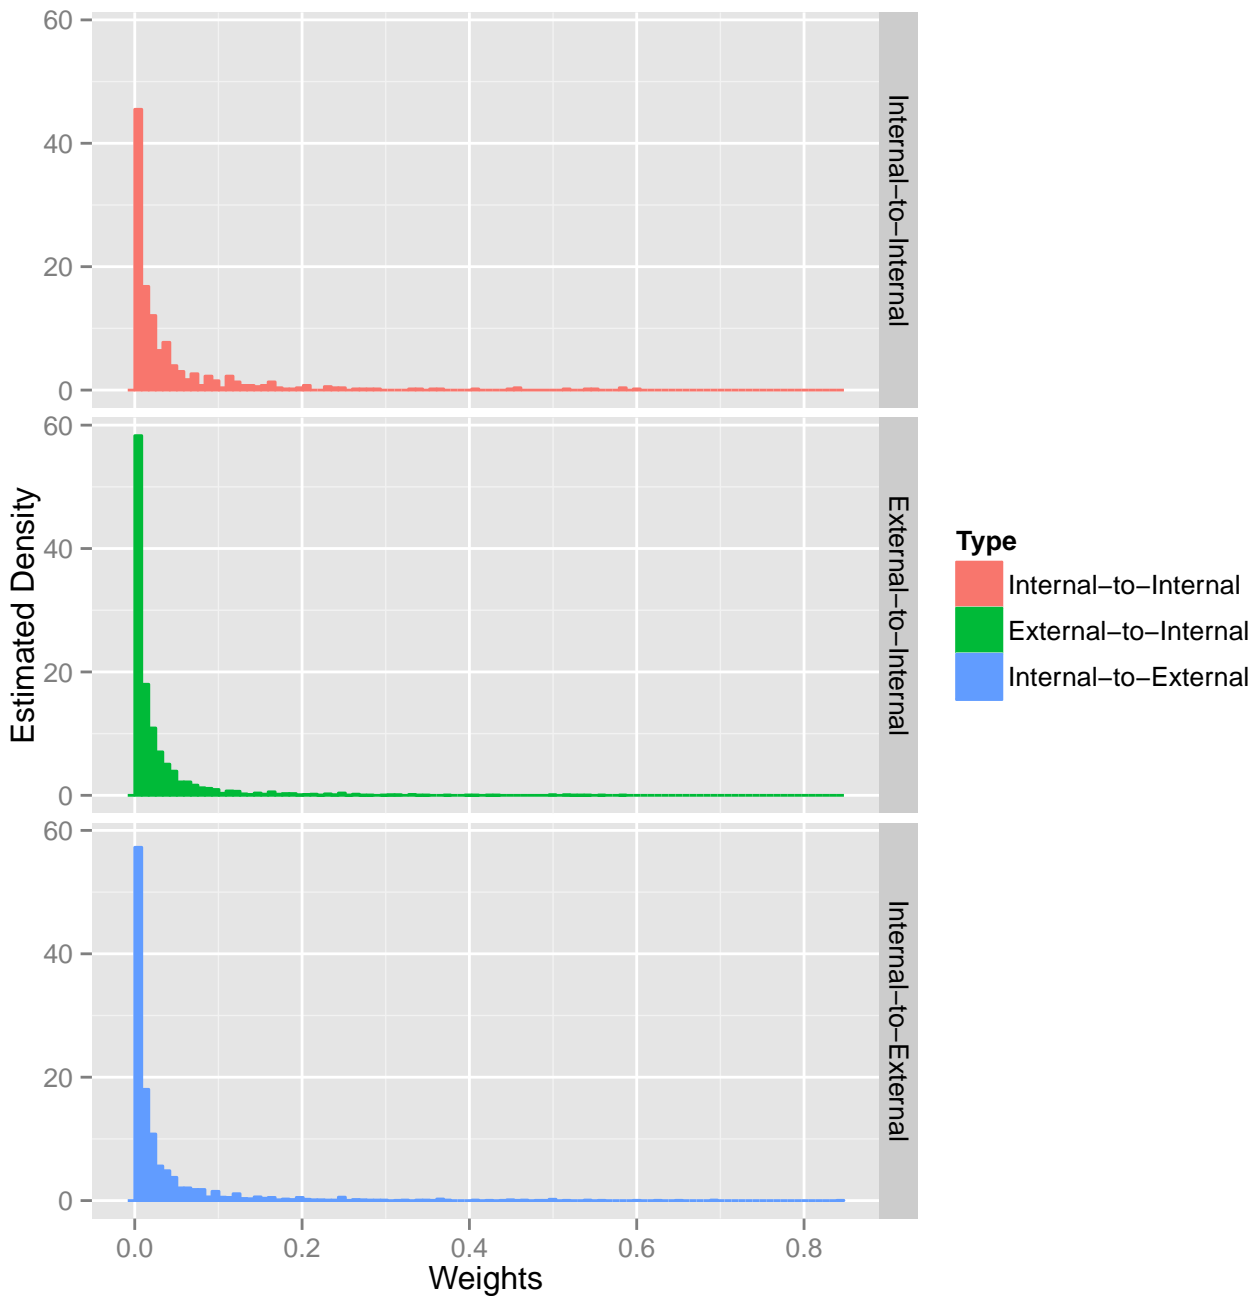 60
40
20
0
Internal−to−Internal
60
40
20
0
External−to−Internal
60
40
20
0
Internal−to−External
0.0 0.2 0.4 0.6 0.8
Weights
Estimated Density
Type
Internal−to−Internal
External−to−Internal
Internal−to−External